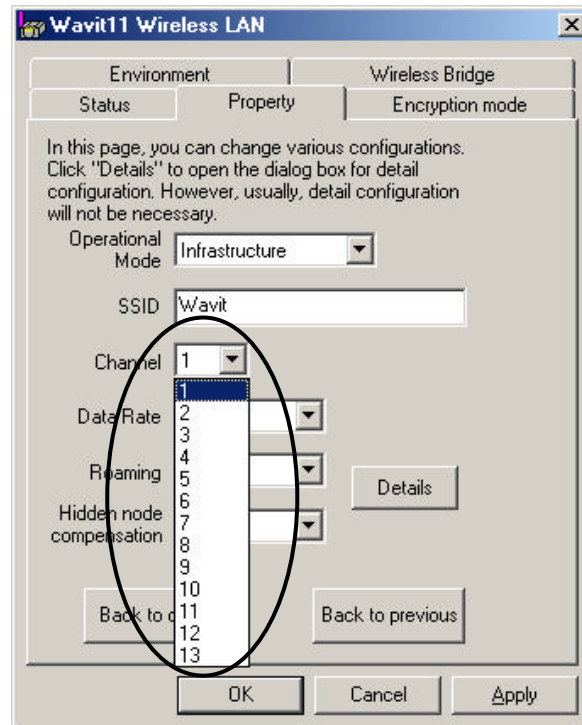 Wavit11 Wireless LAN
Environment
Wireless Bridge
Status
Property
Encryption mode
In this page, you can change various configurations.
Click "Details" to open the dialog box for detail
configuration. However, usually, detail configuration
will not be necessary.
Operational
Mode
Infrastructure
SSID
Wavit
Channel
1
1
2
3
4
5
6
7
8
9
10
11
12
13
Data Rate
Roaming
Hidden node
compensation
Details
Back to
Back to previous
OK
Cancel
Apply